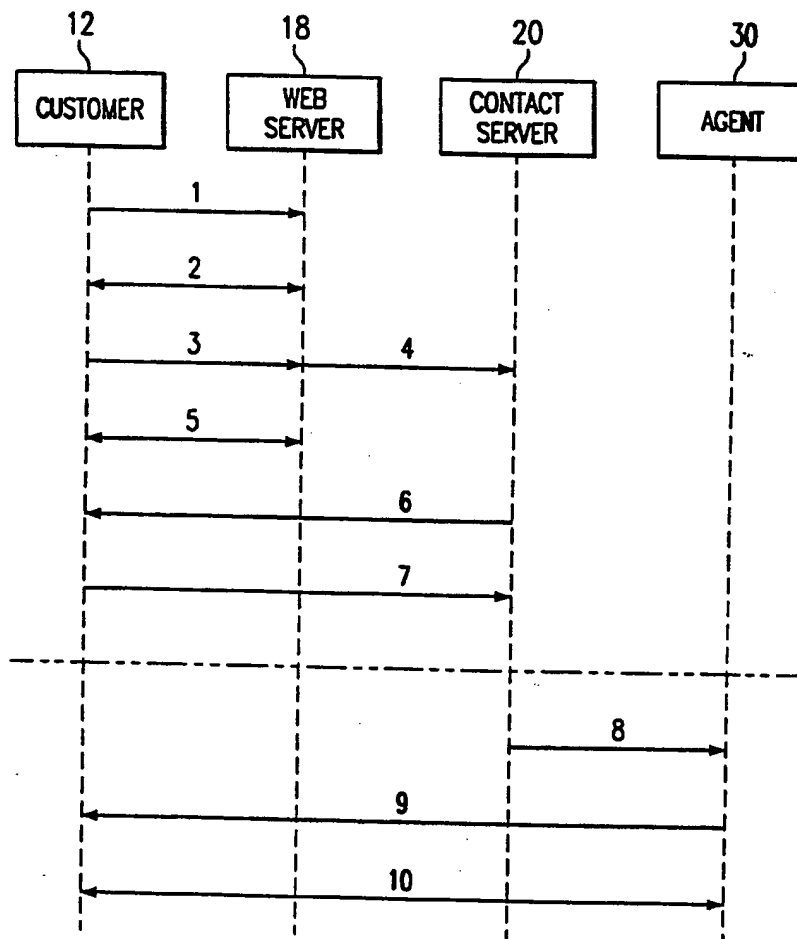 12
18
20
30
CUSTOMER
WEB
SERVER
CONTACT
SERVER
AGENT
1
2
3
4
5
6
7
8
9
10